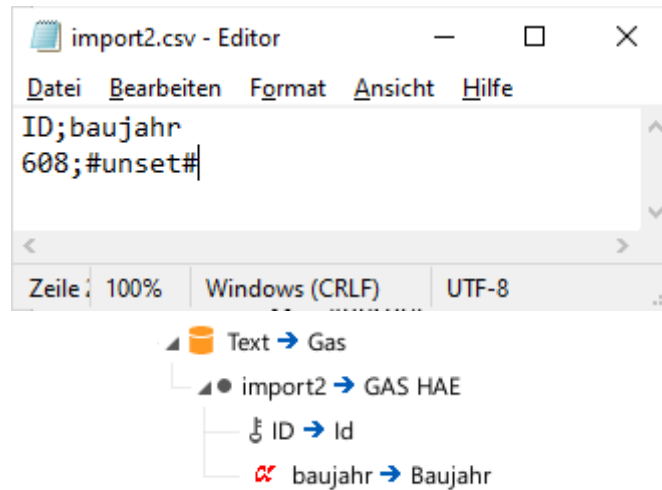 import2.csv - Editor
Datei Bearbeiten Format Ansicht Hilfe
ID;baujahr
608;#unset#
Zeile 100% Windows (CRLF) UTF-8
Text → Gas
import2 → GAS HAE
ID → Id
baujahr → Baujahr